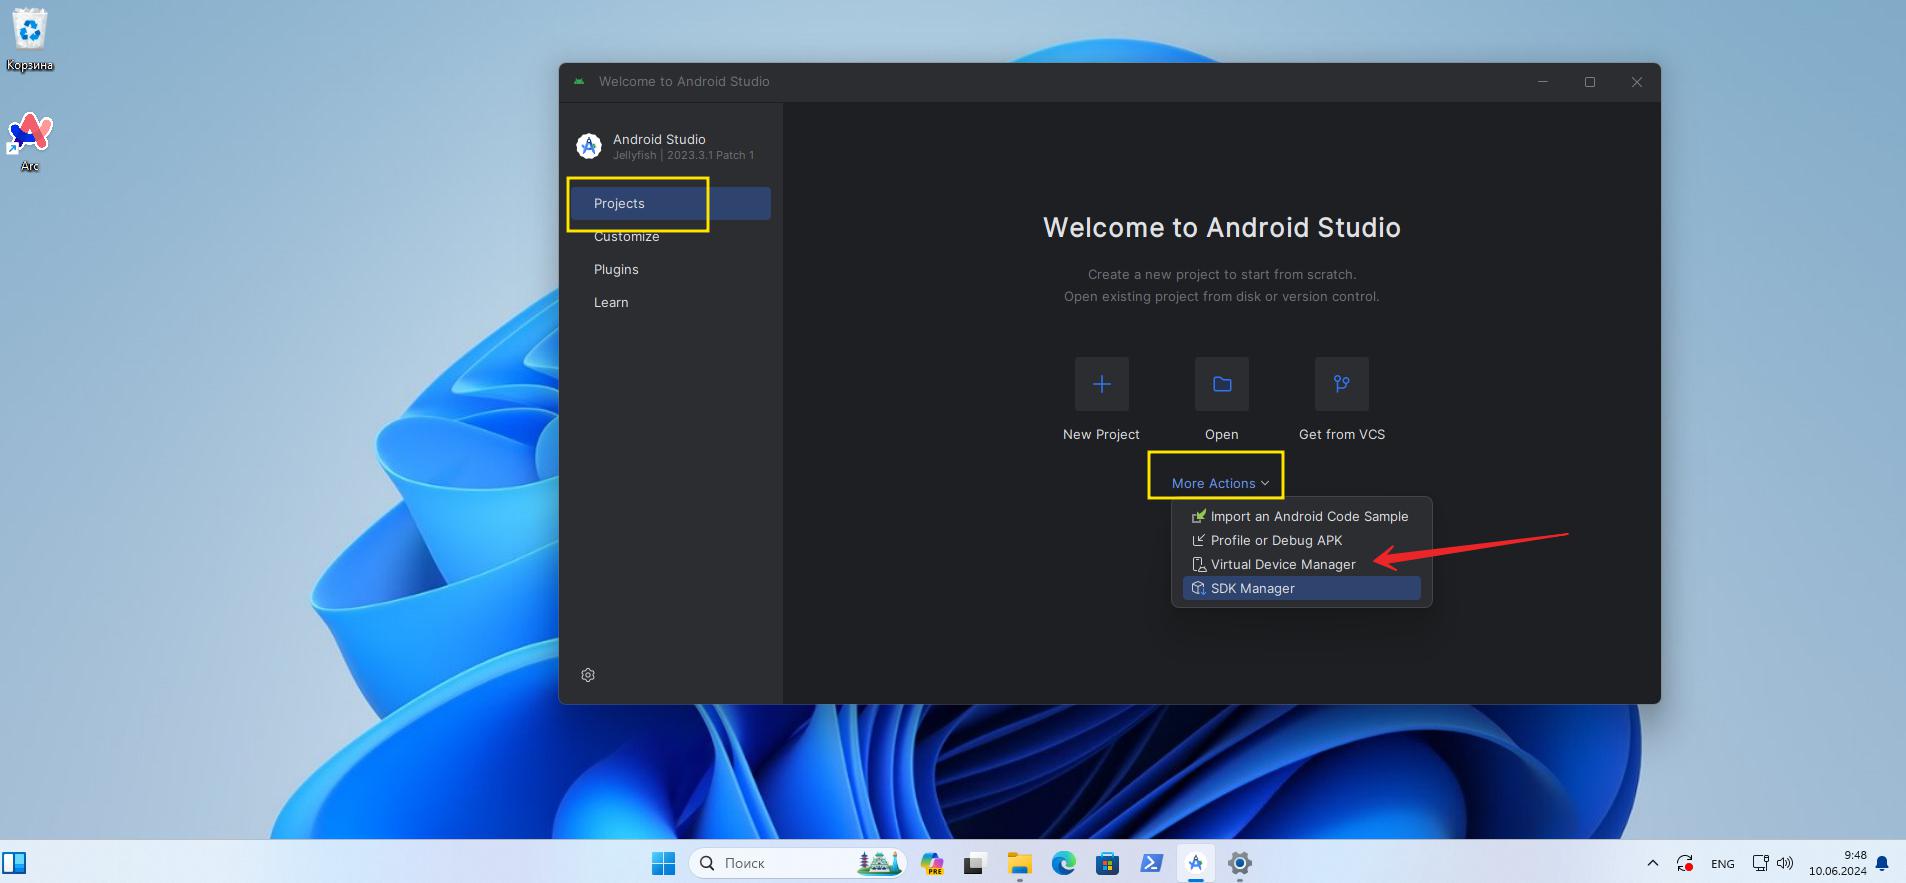 Корзина
Arc
Welcome to Android Studio
Android Studio
Jellyfish | 2023.3.1 Patch 1
Projects
Customize
Plugins
Learn
Welcome to Android Studio
Create a new project to start from scratch.
Open existing project from disk or version control.
New Project
Open
Get from VCS
More Actions
Import an Android Code Sample
Profile or Debug APK
Virtual Device Manager
SDK Manager
Поиск
PRE
ENG
9:48
10.06.2024